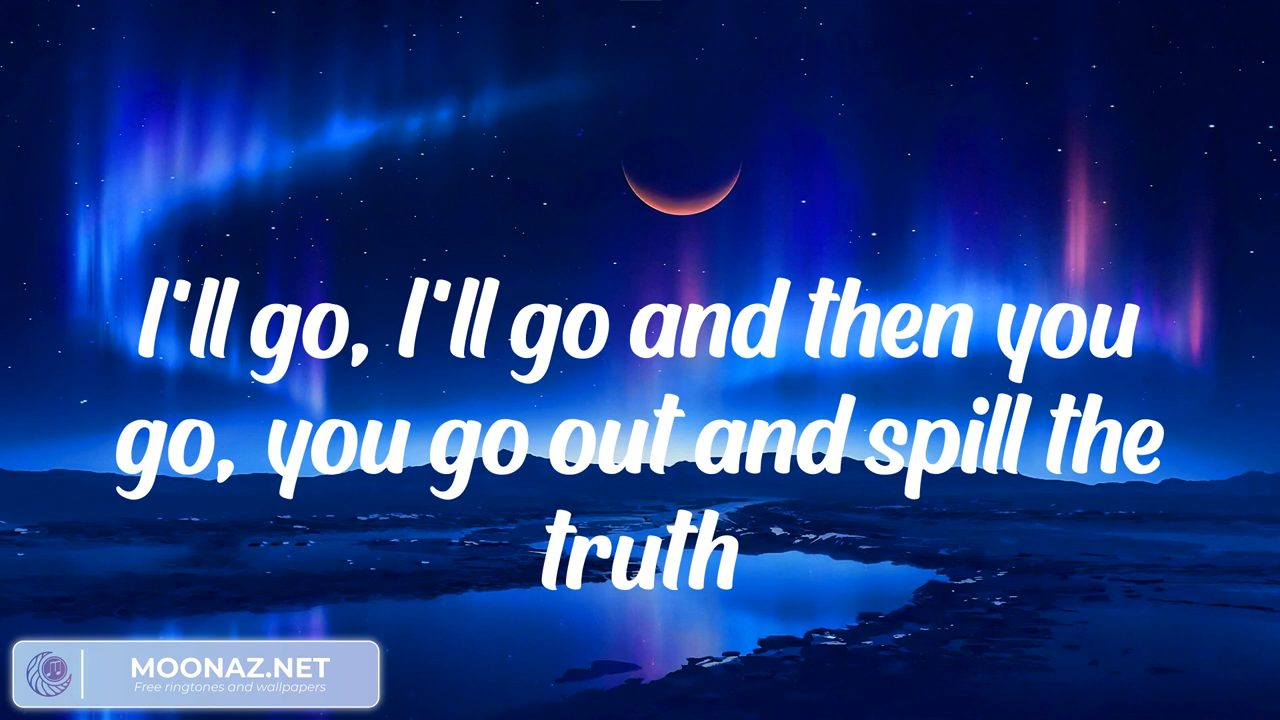 I'll go, I'll go and then you
go, you go out and spill the
truth
MOONAZ.NET
Free ringtones and wallpapers